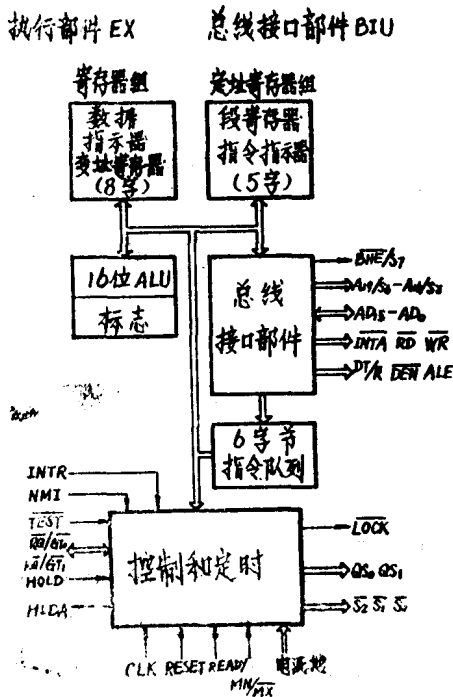 执行部件 EX
总线接口部件 BIU
寄存器组
数据
指示器
变址寄存器
(8字)
变址寄存器组
段寄存器
指令指示器
(5字)
16位 ALU
标志
总线
接口部件
BHE/S7
A19/S6-A16/S3
AD15-AD0
INTA RD WR
DT/R DEN ALE
6字节
指令队列
INTR
NMI
TEST
RQ/GT0
RQ/GT1
HOLD
HLDA
控制和定时
LOCK
QS0 QS1
S2 S1 S0
CLK RESET READY
MN/MX
电源地